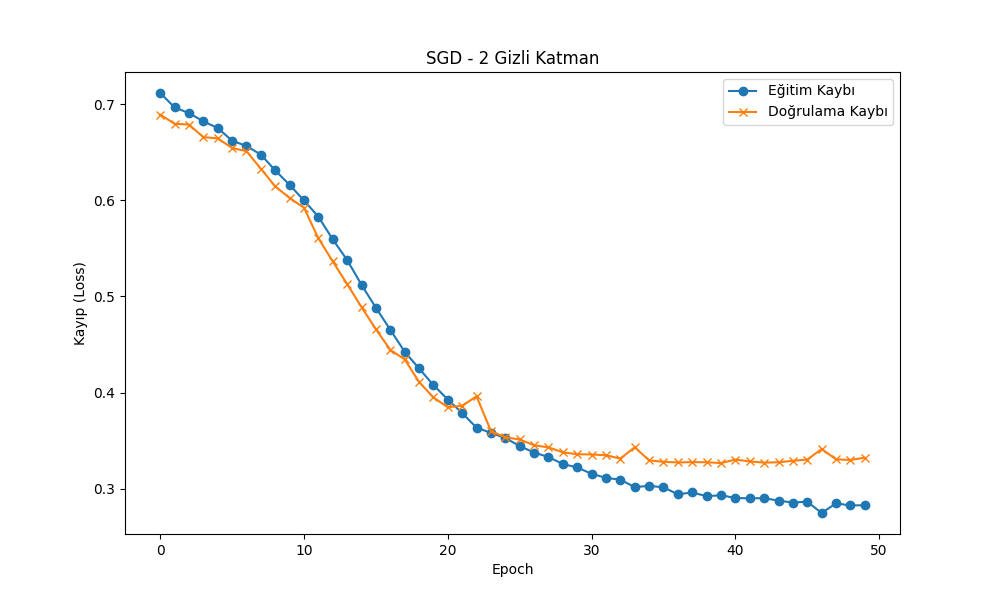 SGD - 2 Gizli Katman
Eğitim Kaybı
Doğrulama Kaybı
Kayıp (Loss)
0.7
0.6
0.5
0.4
0.3
0 10 20 30 40 50
Epoch